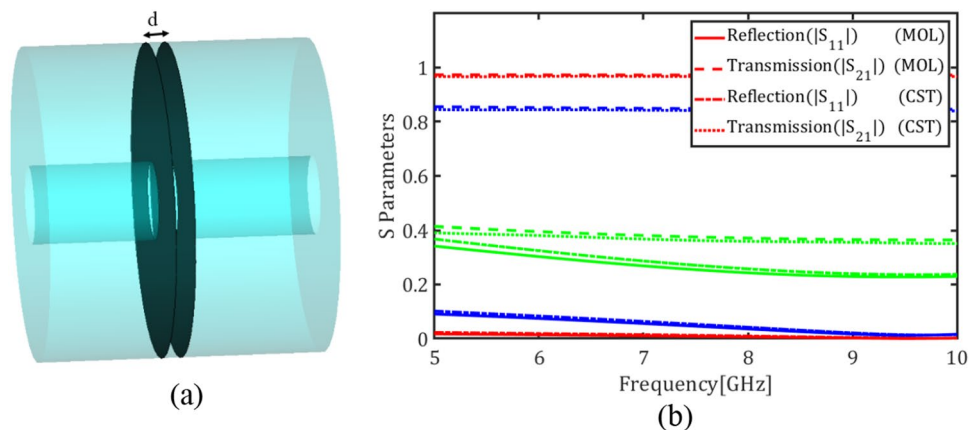 d
(a)
Reflection(|S11|) (MOL)
Transmission(|S21|) (MOL)
Reflection(|S11|) (CST)
Transmission(|S21|) (CST)
S Parameters
1
0.8
0.6
0.4
0.2
0
5 6 7 8 9 10
Frequency[GHz]
(b)